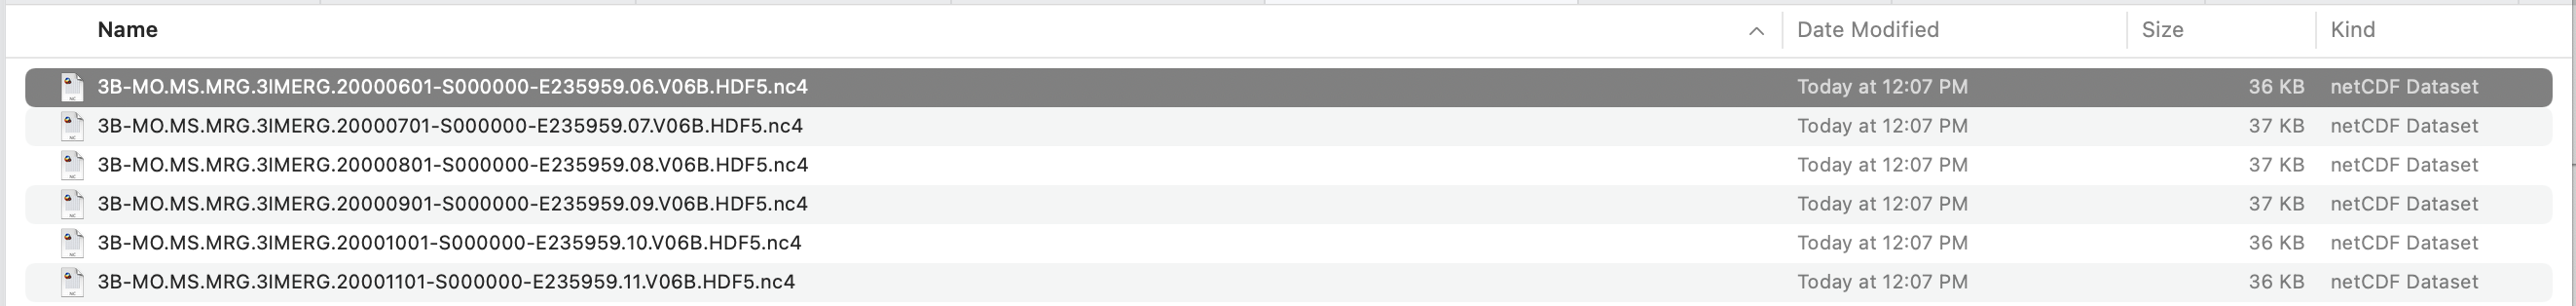 Name Date Modified Size Kind
3B-MO.MS.MRG.3IMERG.20000601-S000000-E235959.06.V06B.HDF5.nc4 Today at 12:07 PM 36 KB netCDF Dataset
3B-MO.MS.MRG.3IMERG.20000701-S000000-E235959.07.V06B.HDF5.nc4 Today at 12:07 PM 37 KB netCDF Dataset
3B-MO.MS.MRG.3IMERG.20000801-S000000-E235959.08.V06B.HDF5.nc4 Today at 12:07 PM 37 KB netCDF Dataset
3B-MO.MS.MRG.3IMERG.20000901-S000000-E235959.09.V06B.HDF5.nc4 Today at 12:07 PM 37 KB netCDF Dataset
3B-MO.MS.MRG.3IMERG.20001001-S000000-E235959.10.V06B.HDF5.nc4 Today at 12:07 PM 36 KB netCDF Dataset
3B-MO.MS.MRG.3IMERG.20001101-S000000-E235959.11.V06B.HDF5.nc4 Today at 12:07 PM 36 KB netCDF Dataset